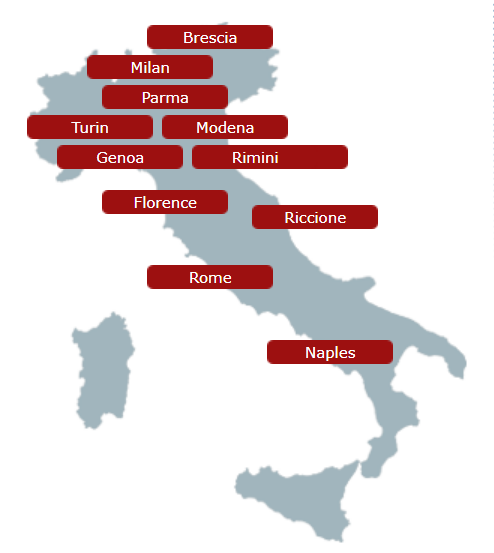 Brescia
Milan
Parma
Turin
Modena
Genoa
Rimini
Florence
Riccione
Rome
Naples